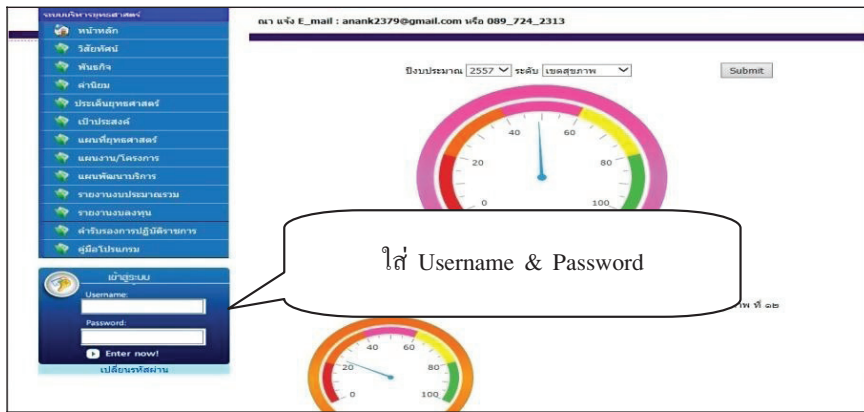 ระบบบริหารยุทธศาสตร์
หน้าหลัก
วิสัยทัศน์
พันธกิจ
ค่านิยม
ประเด็นยุทธศาสตร์
เป้าประสงค์
แผนที่ยุทธศาสตร์
แผนงาน/โครงการ
แผนพัฒนาบริการ
รายงานงบประมาณรวม
รายงานงบลงทุน
คำรับรองการปฏิบัติราชการ
คู่มือโปรแกรม
เข้าสู่ระบบ
Username:
Password:
Enter now!
เปลี่ยนรหัสผ่าน
ณา แจ้ง E_mail : anank2379@gmail.com หรือ 089_724_2313
ปีงบประมาณ 2557 ระดับ เขตสุขภาพ Submit
0 20 40 60 80 100
ใส่ Username & Password
ภาพ ที่ ๑๒
0 20 40 60 80 100